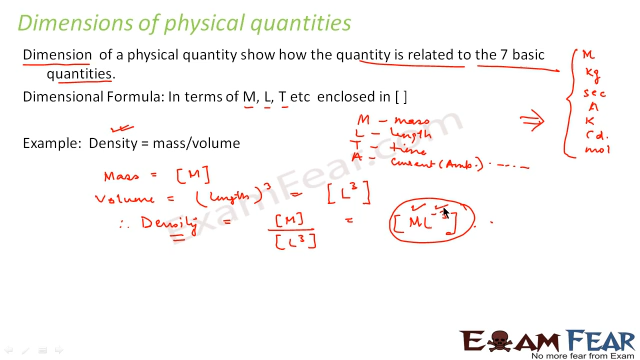 Dimensions of physical quantities
Dimension of a physical quantity show how the quantity is related to the 7 basic
quantities.
Dimensional Formula: In terms of M, L, T etc enclosed in [ ]
Example: Density = mass/volume
M
Kg
sec
A
K
Cd.
mol
M – mass
L – length
T – time
A – current (Amb).
Mass = [M]
Volume = (length)³ = [L³]
∴ Density = [M] / [L³] = [ML⁻³]
ExamFear.com
EXAM FEAR
No more fear from Exam.